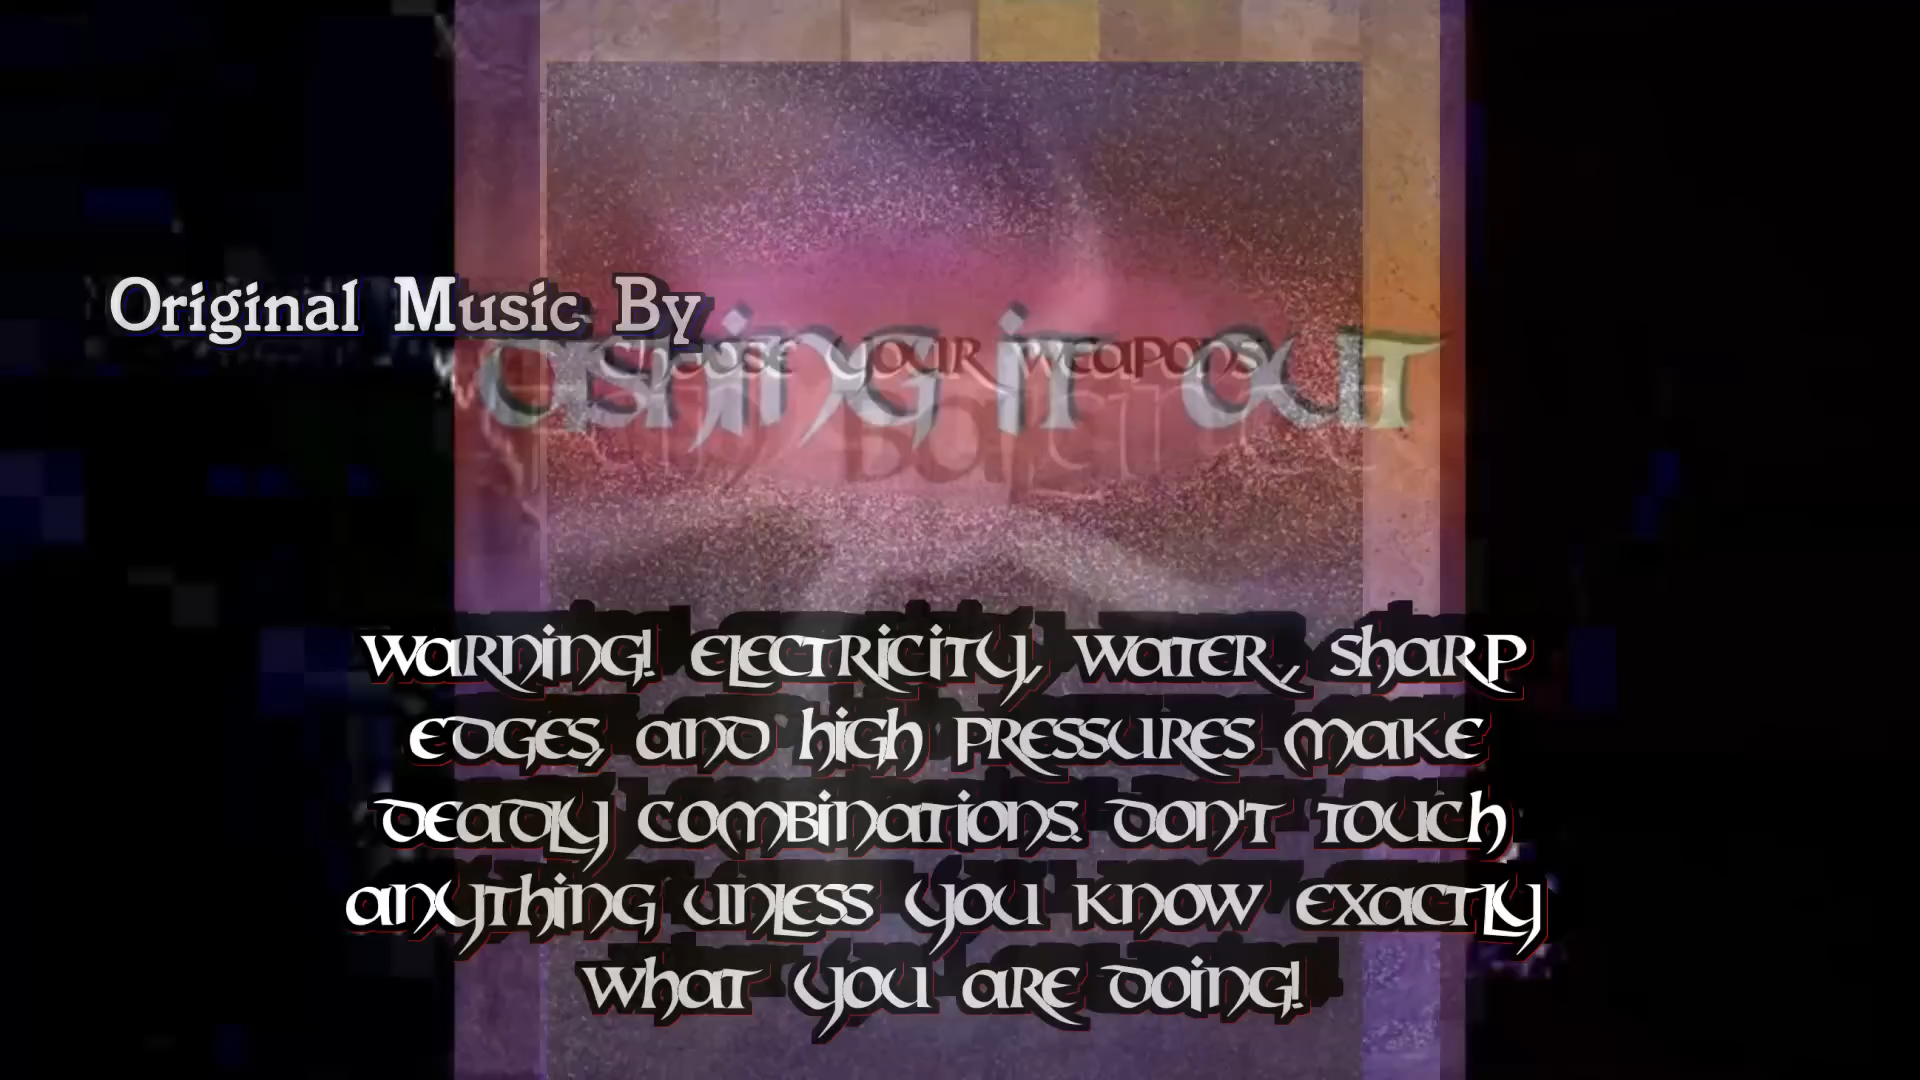 Original Music By
Choose your weapons
ashing it out
Warning! Electricity, water, sharp
edges, and high pressures make
deadly combinations. Don't touch
anything unless you know exactly
what you are doing!